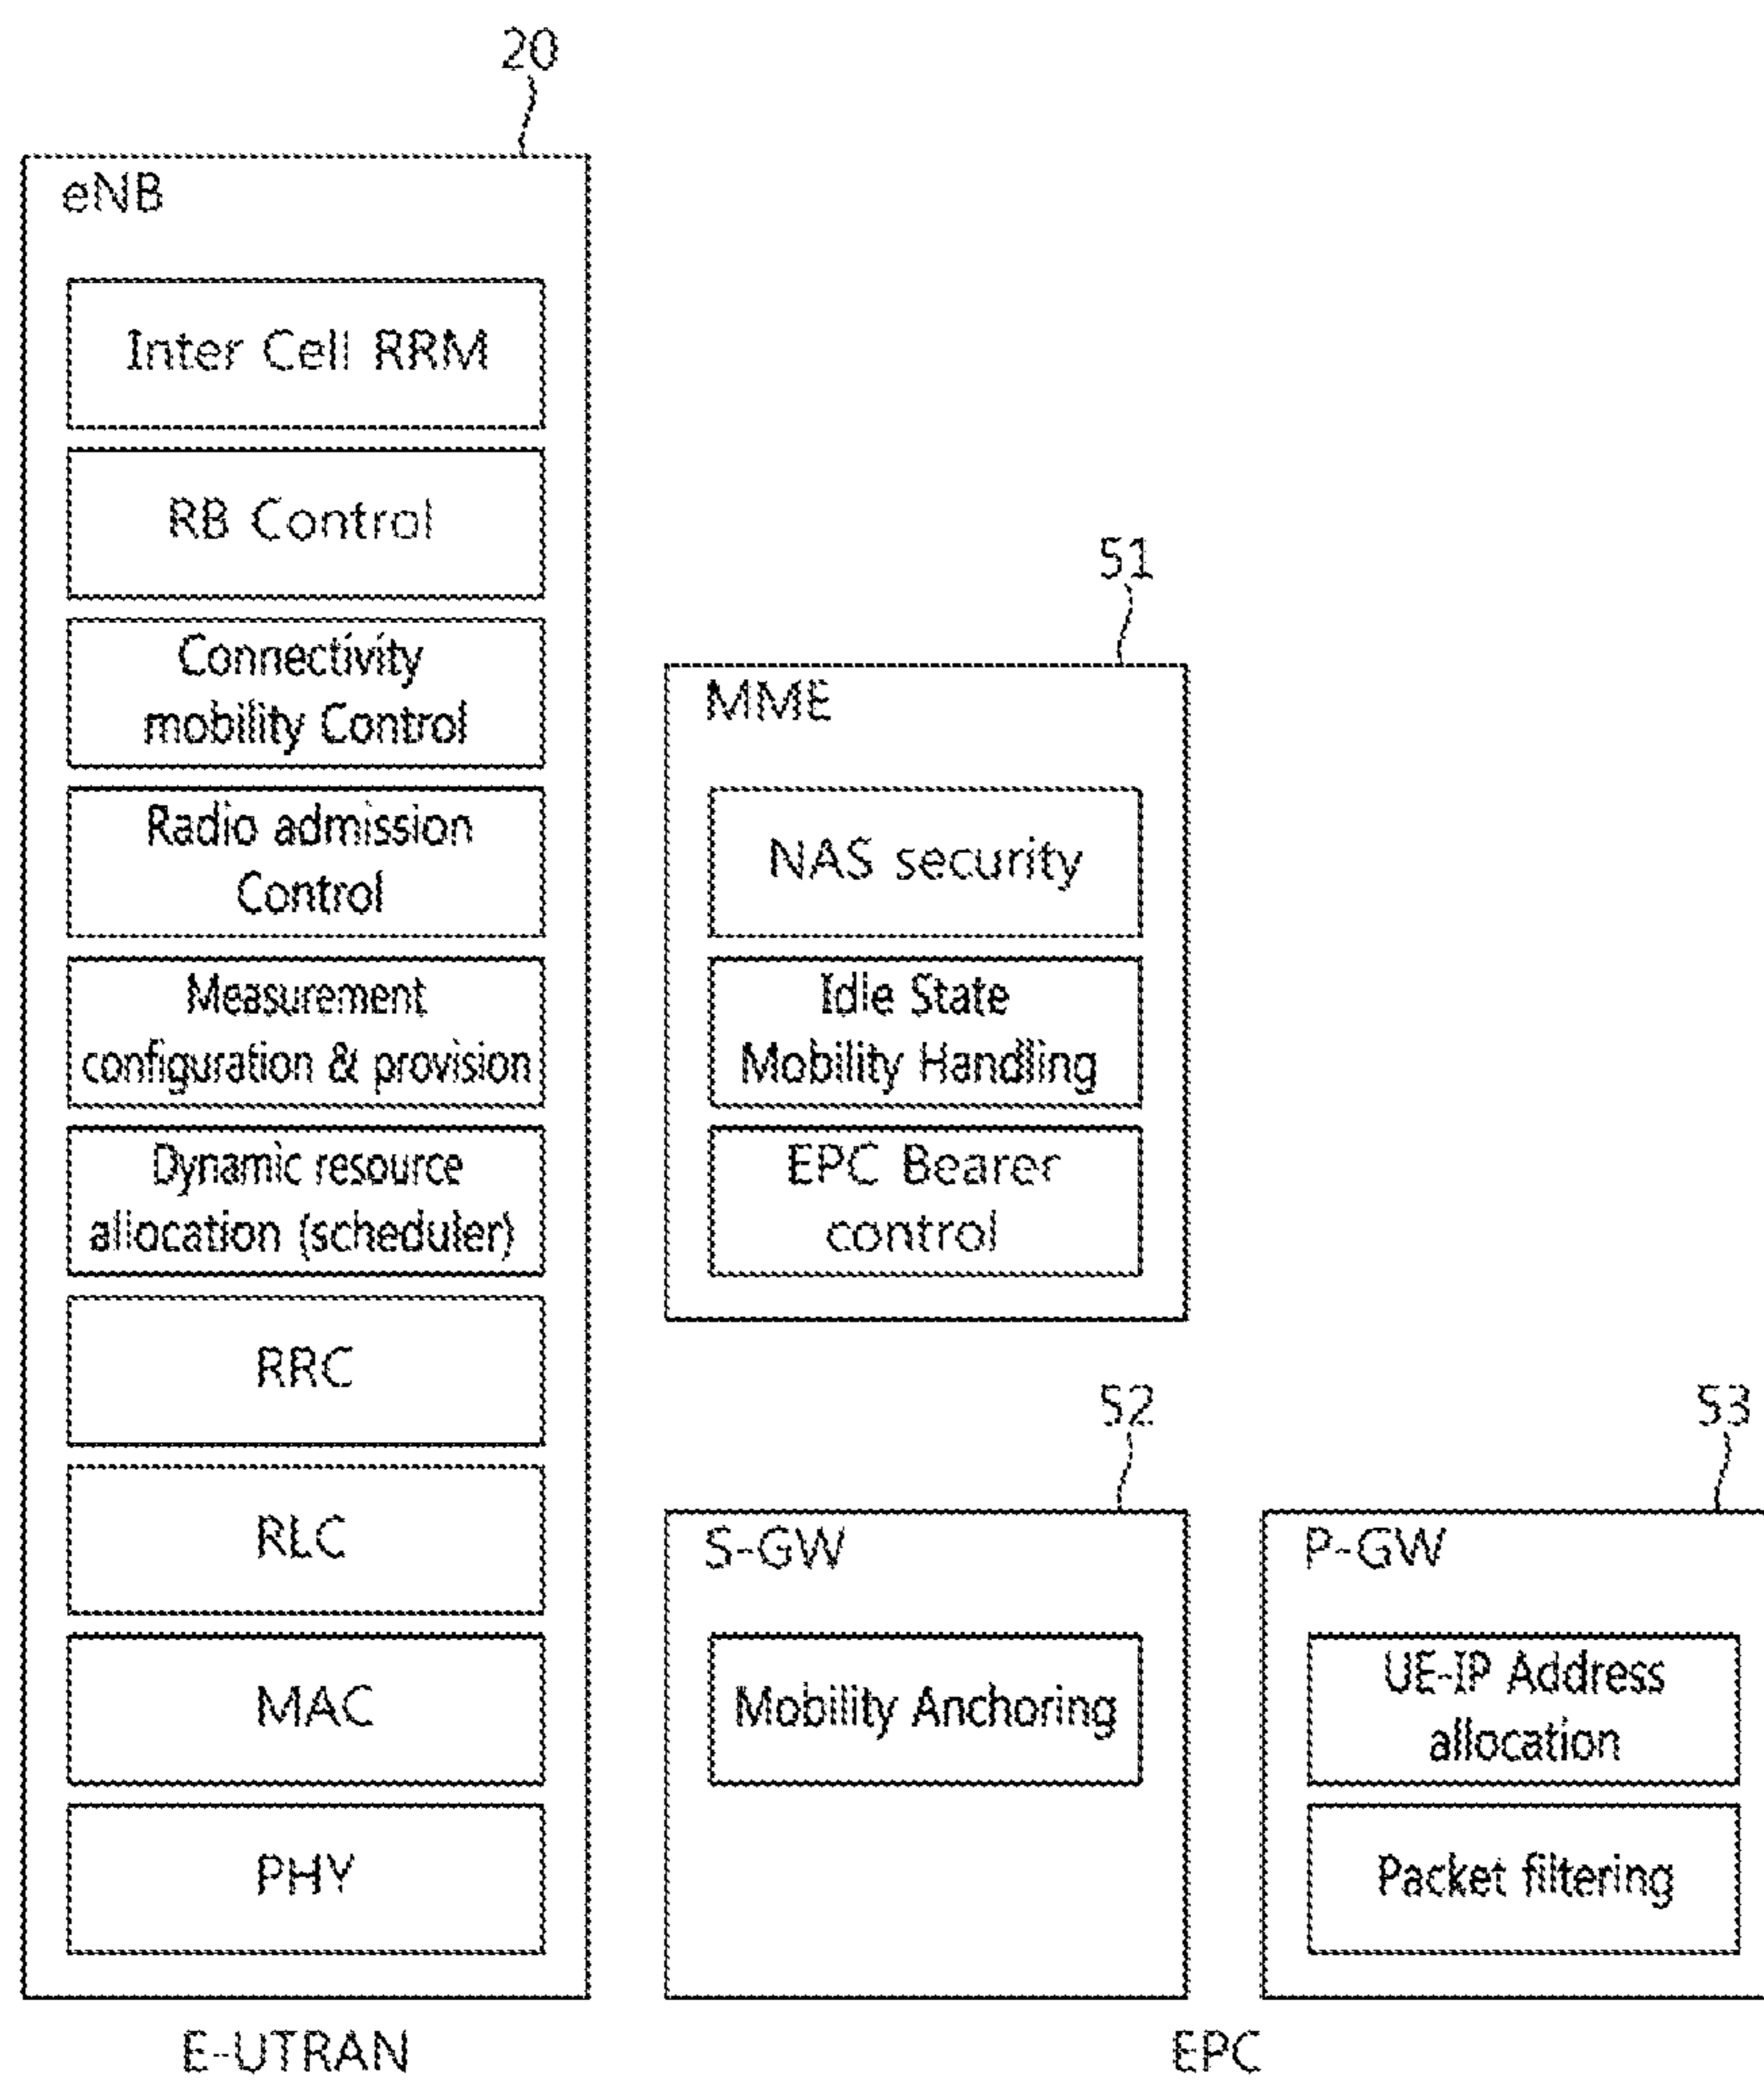 20
eNB
Inter Cell RRM
RB Control
Connectivity
mobility Control
Radio admission
Control
Measurement
configuration & provision
Dynamic resource
allocation (scheduler)
RRC
RLC
MAC
PHY
E-UTRAN
51
MME
NAS security
Idle State
Mobility Handling
EPC Bearer
control
52
S-GW
Mobility Anchoring
53
P-GW
UE-IP Address
allocation
Packet filtering
EPC